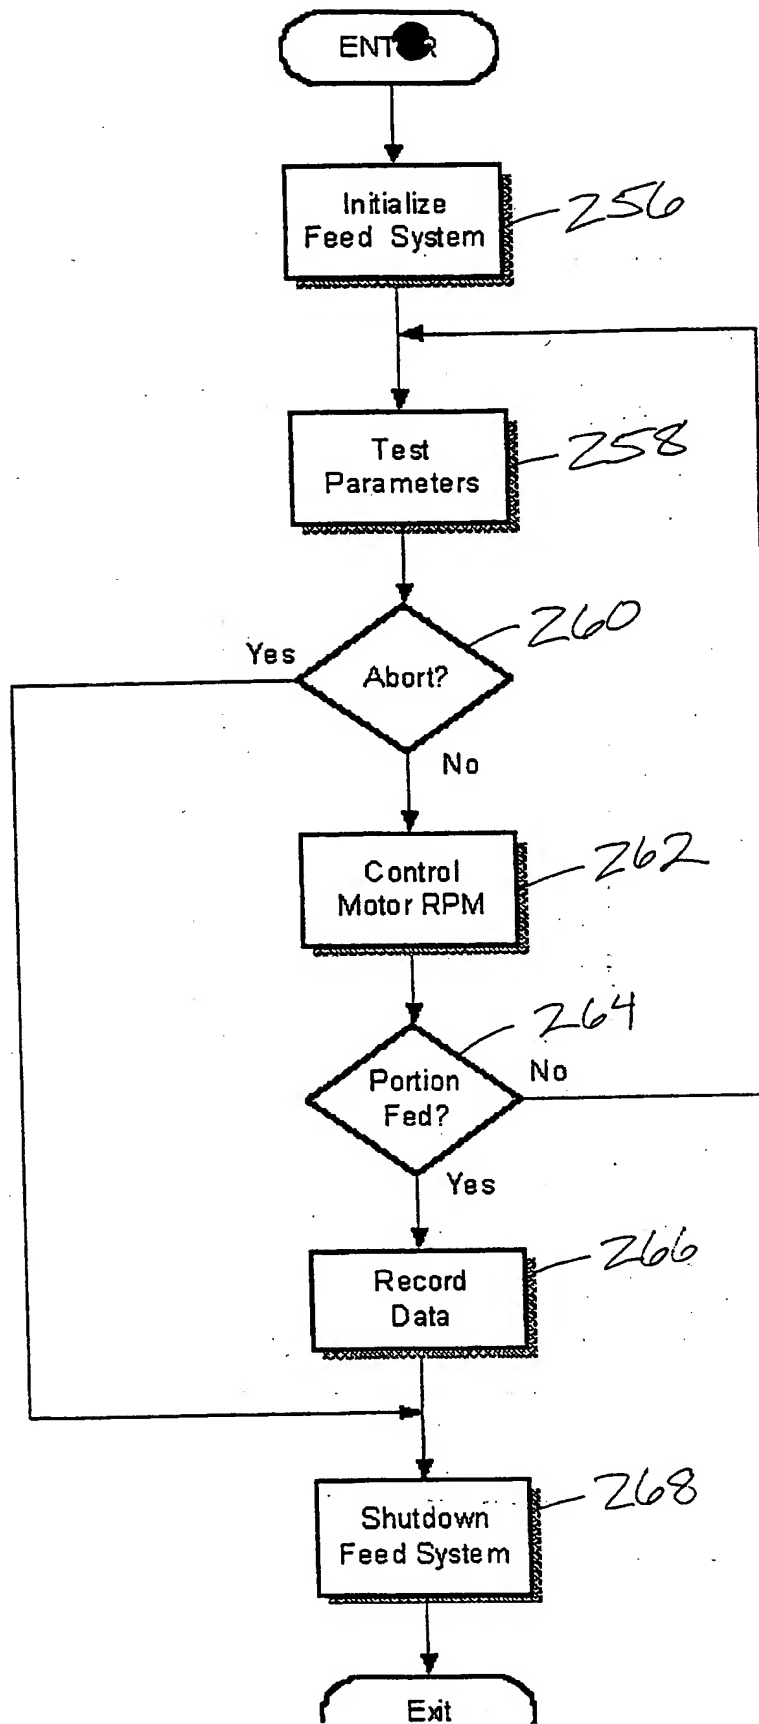 ENTER
Initialize
Feed System
256
Test
Parameters
258
260
Yes
Abort?
No
Control
Motor RPM
262
264
Portion
Fed?
No
Yes
Record
Data
266
Shutdown
Feed System
268
Exit